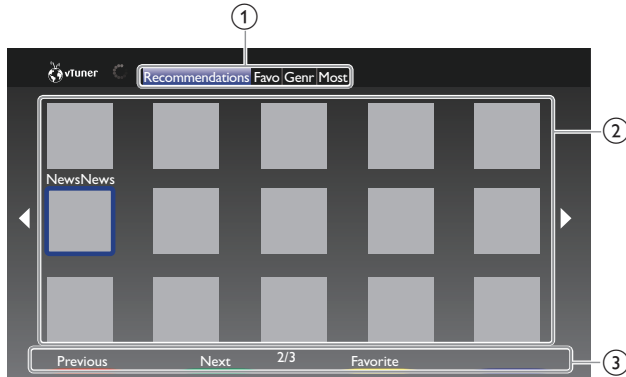 1
vTuner
Recommendations Favo Genr Most
2
NewsNews
Previous Next 2/3 Favorite
3